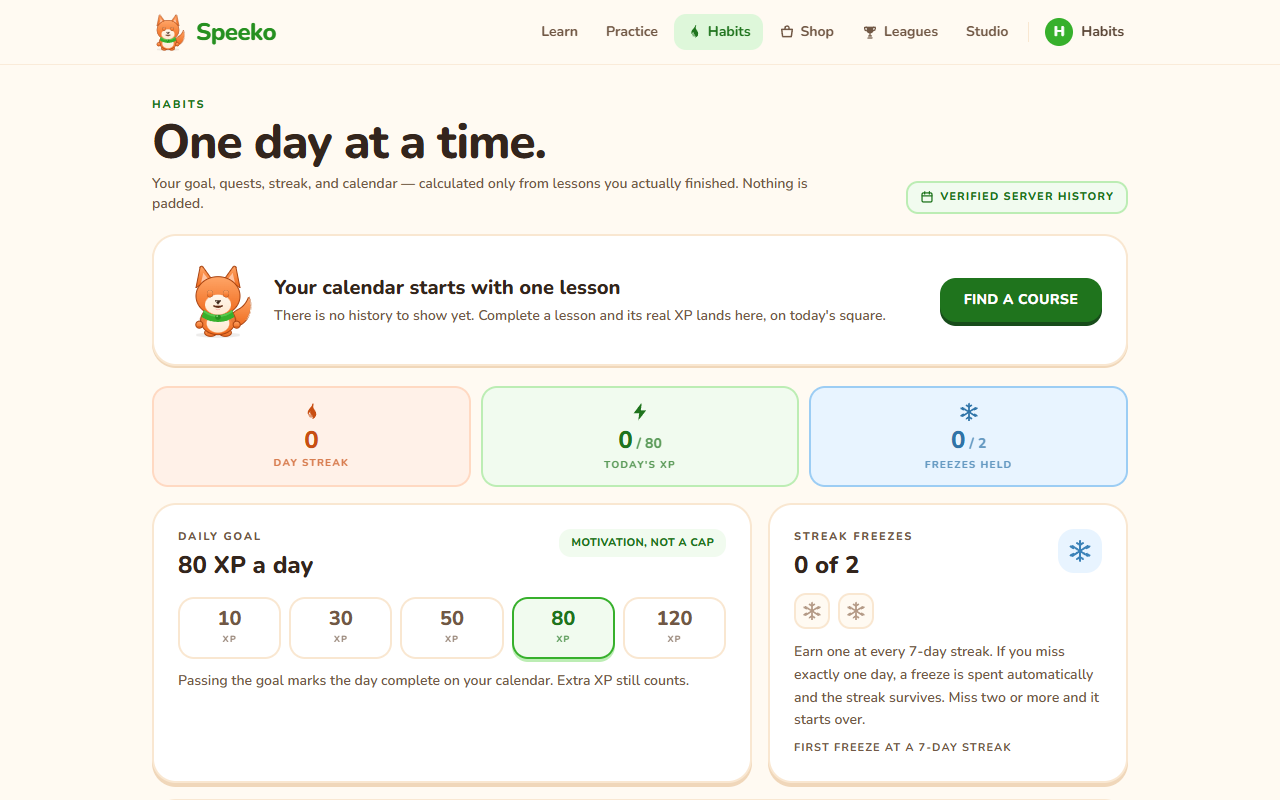 Speeko
Learn
Practice
Habits
Shop
Leagues
Studio
H
Habits
HABITS
One day at a time.
Your goal, quests, streak, and calendar — calculated only from lessons you actually finished. Nothing is
padded.
VERIFIED SERVER HISTORY
Your calendar starts with one lesson
There is no history to show yet. Complete a lesson and its real XP lands here, on today's square.
FIND A COURSE
0
DAY STREAK
0 / 80
TODAY'S XP
0 / 2
FREEZES HELD
DAILY GOAL
80 XP a day
MOTIVATION, NOT A CAP
10
XP
30
XP
50
XP
80
XP
120
XP
Passing the goal marks the day complete on your calendar. Extra XP still counts.
STREAK FREEZES
0 of 2
Earn one at every 7-day streak. If you miss
exactly one day, a freeze is spent automatically
and the streak survives. Miss two or more and it
starts over.
FIRST FREEZE AT A 7-DAY STREAK